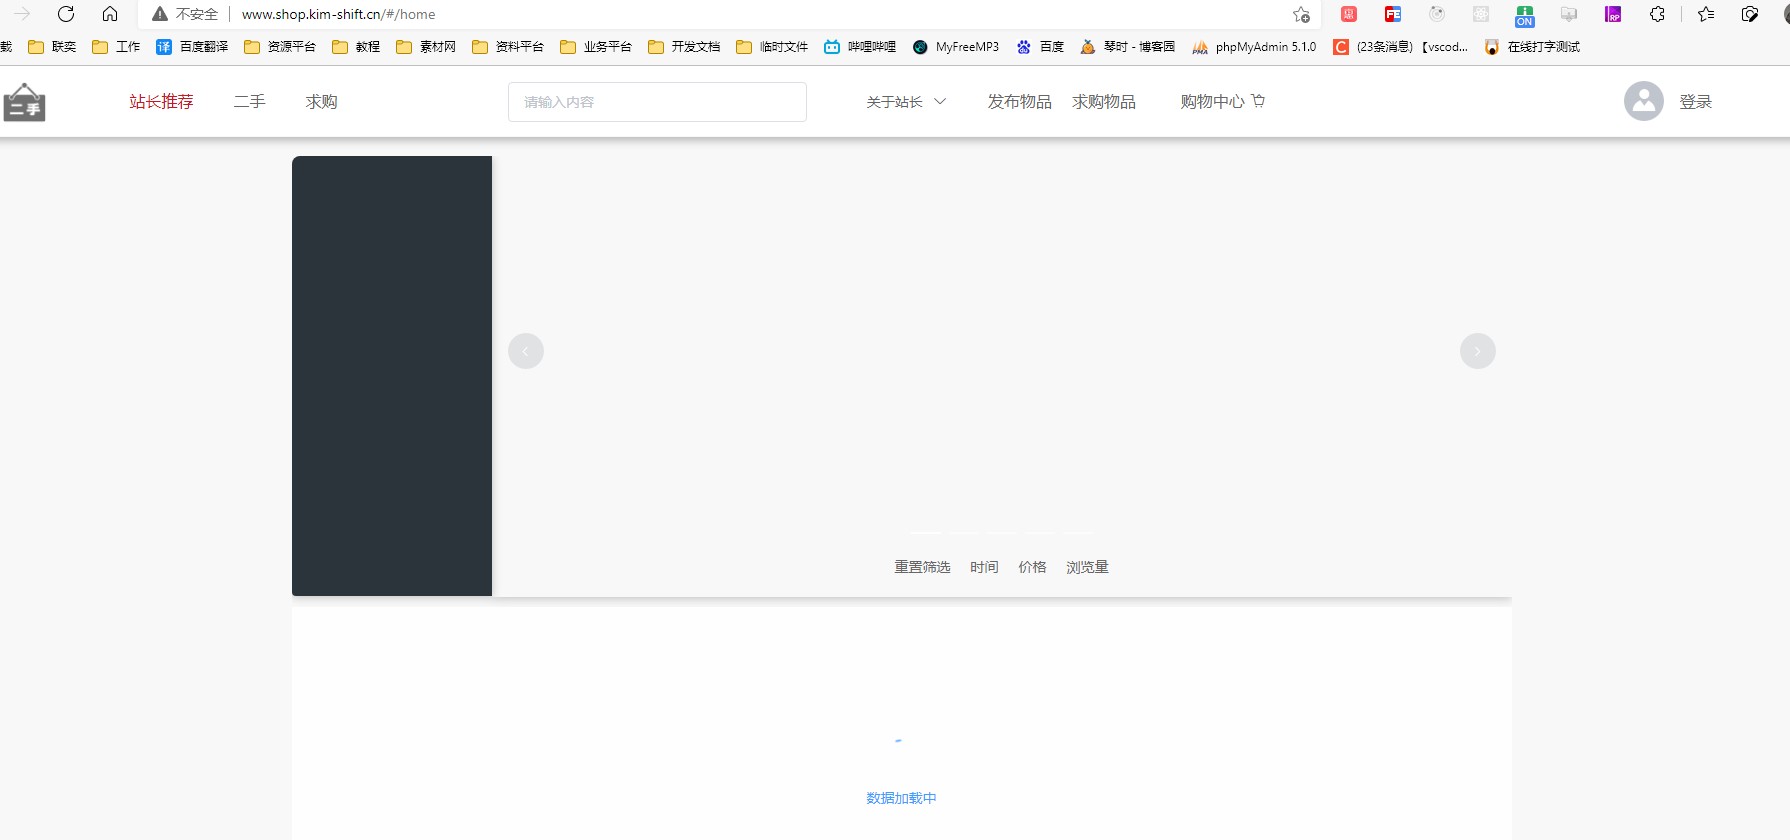 不安全 www.shop.kim-shift.cn/#/home
FE ON RP
载 联奕 工作 译 百度翻译 资源平台 教程 素材网 资料平台 业务平台 开发文档 临时文件 哔哩哔哩 MyFreeMP3 百度 琴时 - 博客园 PMA phpMyAdmin 5.1.0 C (23条消息) 【vscod... 在线打字测试
二手 站长推荐 二手 求购 请输入内容 关于站长 发布物品 求购物品 购物中心 登录
重置筛选 时间 价格 浏览量
数据加载中